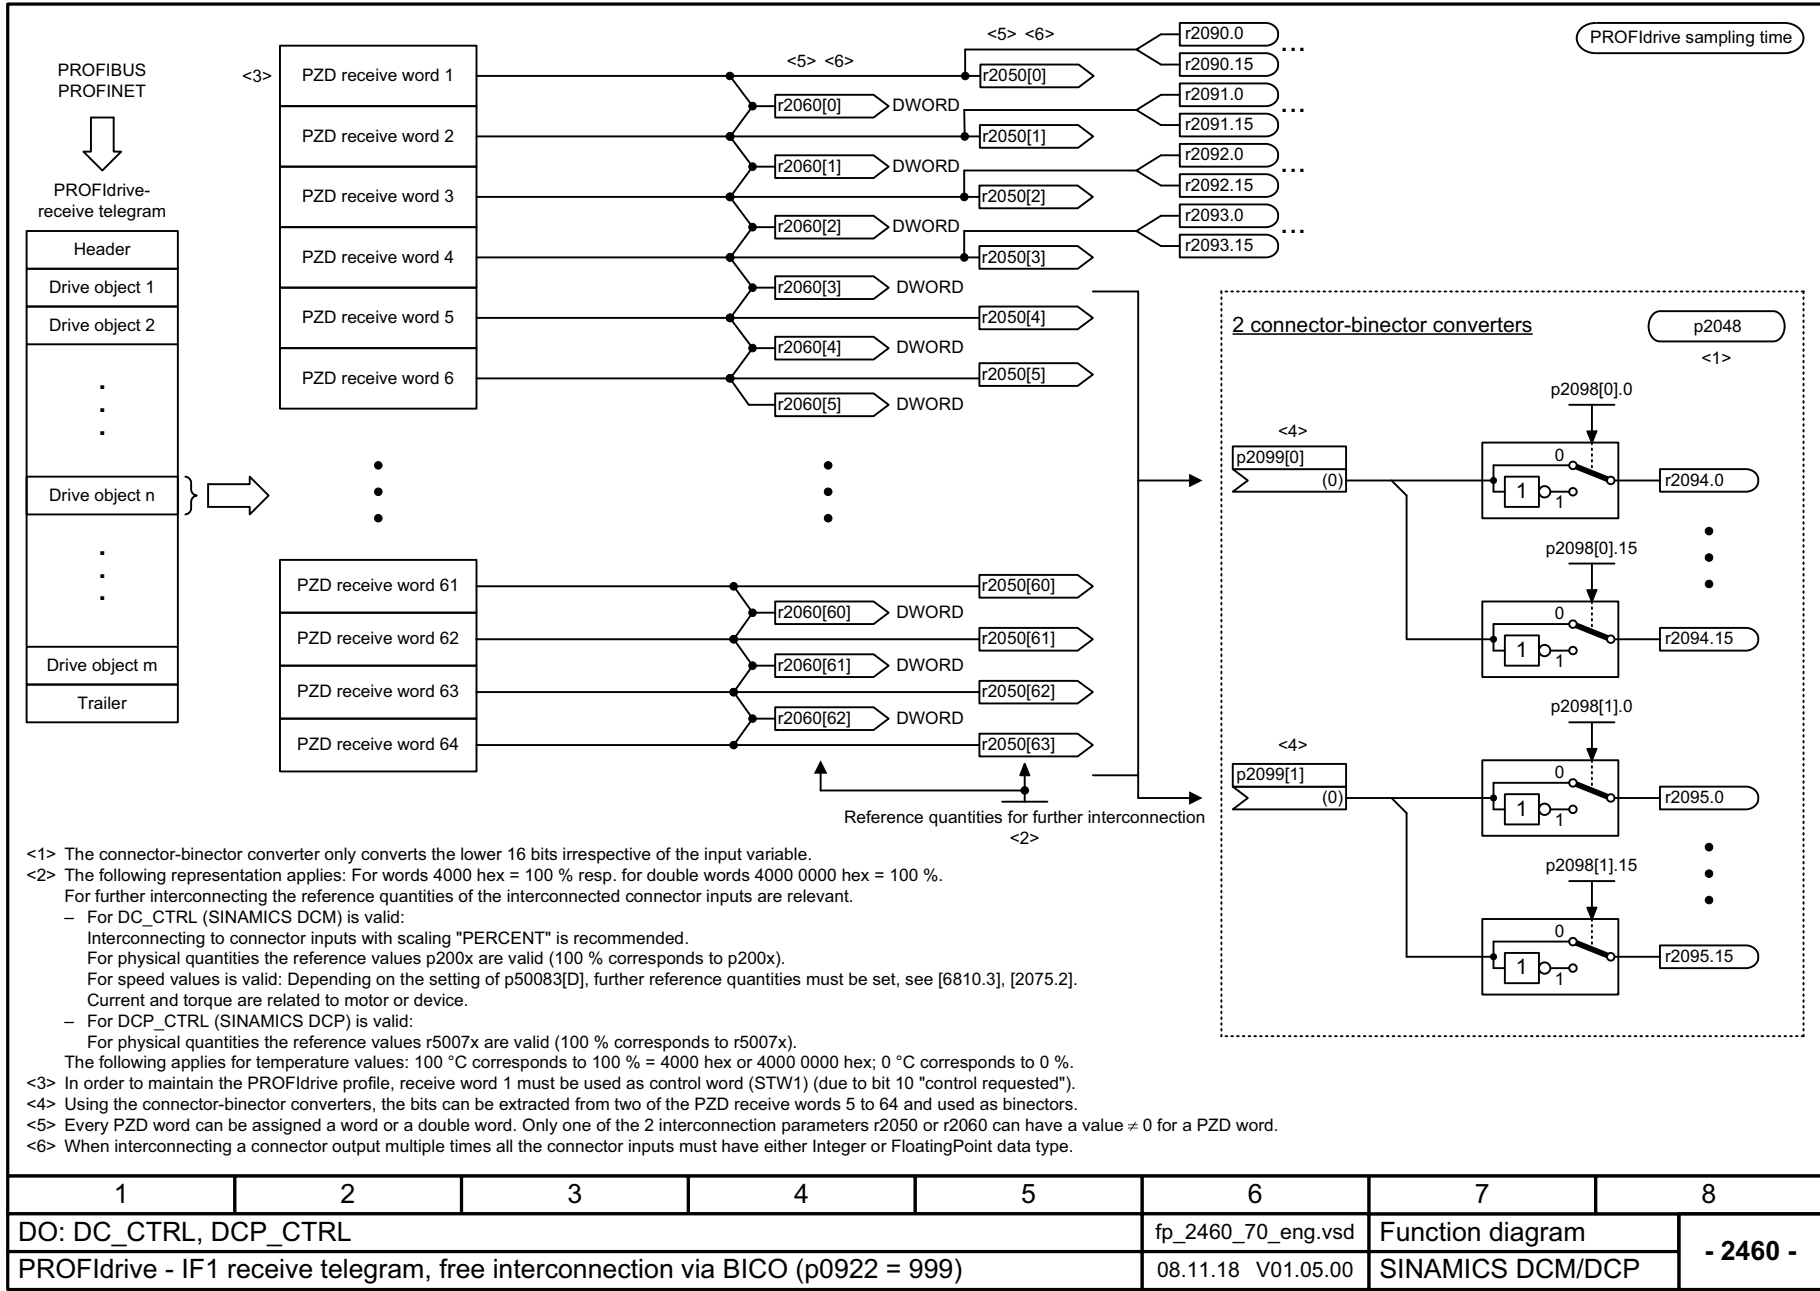 PROFIBUS
PROFINET
PROFIdrive-
receive telegram
Header
Drive object 1
Drive object 2
Drive object n
Drive object m
Trailer
<3>
PZD receive word 1
PZD receive word 2
PZD receive word 3
PZD receive word 4
PZD receive word 5
PZD receive word 6
PZD receive word 61
PZD receive word 62
PZD receive word 63
PZD receive word 64
<5> <6>
r2060[0] DWORD
r2060[1] DWORD
r2060[2] DWORD
r2060[3] DWORD
r2060[4] DWORD
r2060[5] DWORD
r2060[60] DWORD
r2060[61] DWORD
r2060[62] DWORD
<5> <6>
r2050[0]
r2050[1]
r2050[2]
r2050[3]
r2050[4]
r2050[5]
r2050[60]
r2050[61]
r2050[62]
r2050[63]
Reference quantities for further interconnection
<2>
r2090.0
...
r2090.15
r2091.0
...
r2091.15
r2092.0
...
r2092.15
r2093.0
...
r2093.15
PROFIdrive sampling time
2 connector-binector converters
p2048
<1>
p2098[0].0
<4>
p2099[0]
(0)
0
1
1
r2094.0
p2098[0].15
0
1
1
r2094.15
p2098[1].0
<4>
p2099[1]
(0)
0
1
1
r2095.0
p2098[1].15
0
1
1
r2095.15
<1> The connector-binector converter only converts the lower 16 bits irrespective of the input variable.
<2> The following representation applies: For words 4000 hex = 100 % resp. for double words 4000 0000 hex = 100 %.
For further interconnecting the reference quantities of the interconnected connector inputs are relevant.
– For DC_CTRL (SINAMICS DCM) is valid:
Interconnecting to connector inputs with scaling "PERCENT" is recommended.
For physical quantities the reference values p200x are valid (100 % corresponds to p200x).
For speed values is valid: Depending on the setting of p50083[D], further reference quantities must be set, see [6810.3], [2075.2].
Current and torque are related to motor or device.
– For DCP_CTRL (SINAMICS DCP) is valid:
For physical quantities the reference values r5007x are valid (100 % corresponds to r5007x).
The following applies for temperature values: 100 °C corresponds to 100 % = 4000 hex or 4000 0000 hex; 0 °C corresponds to 0 %.
<3> In order to maintain the PROFIdrive profile, receive word 1 must be used as control word (STW1) (due to bit 10 "control requested").
<4> Using the connector-binector converters, the bits can be extracted from two of the PZD receive words 5 to 64 and used as binectors.
<5> Every PZD word can be assigned a word or a double word. Only one of the 2 interconnection parameters r2050 or r2060 can have a value ≠ 0 for a PZD word.
<6> When interconnecting a connector output multiple times all the connector inputs must have either Integer or FloatingPoint data type.
1 2 3 4 5 6 7 8
DO: DC_CTRL, DCP_CTRL
fp_2460_70_eng.vsd
Function diagram
- 2460 -
PROFIdrive - IF1 receive telegram, free interconnection via BICO (p0922 = 999)
08.11.18 V01.05.00
SINAMICS DCM/DCP